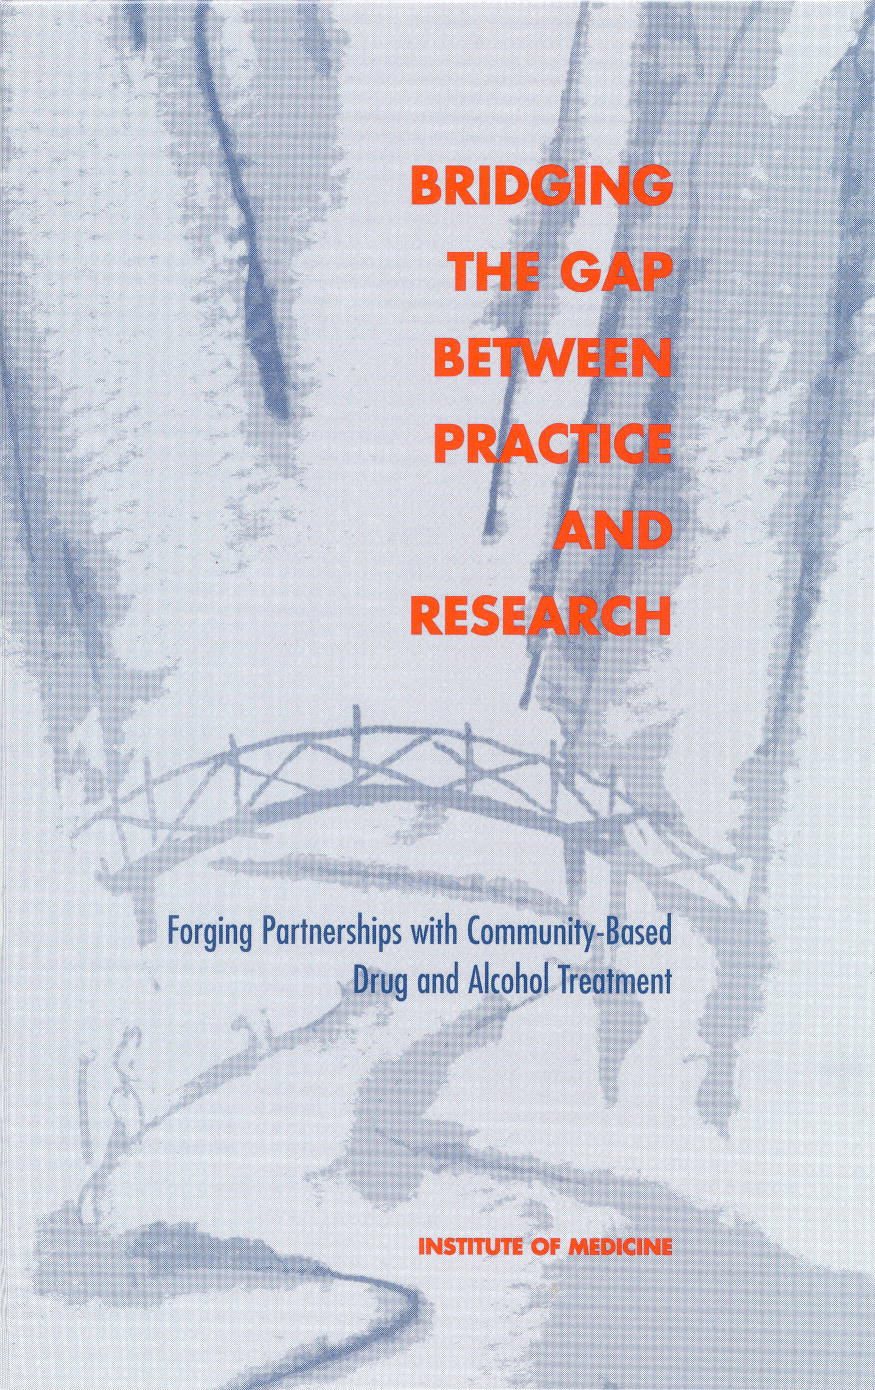 BRIDGING
THE GAP
BETWEEN
PRACTICE
AND
RESEARCH
Forging Partnerships with Community-Based
Drug and Alcohol Treatment
INSTITUTE OF MEDICINE